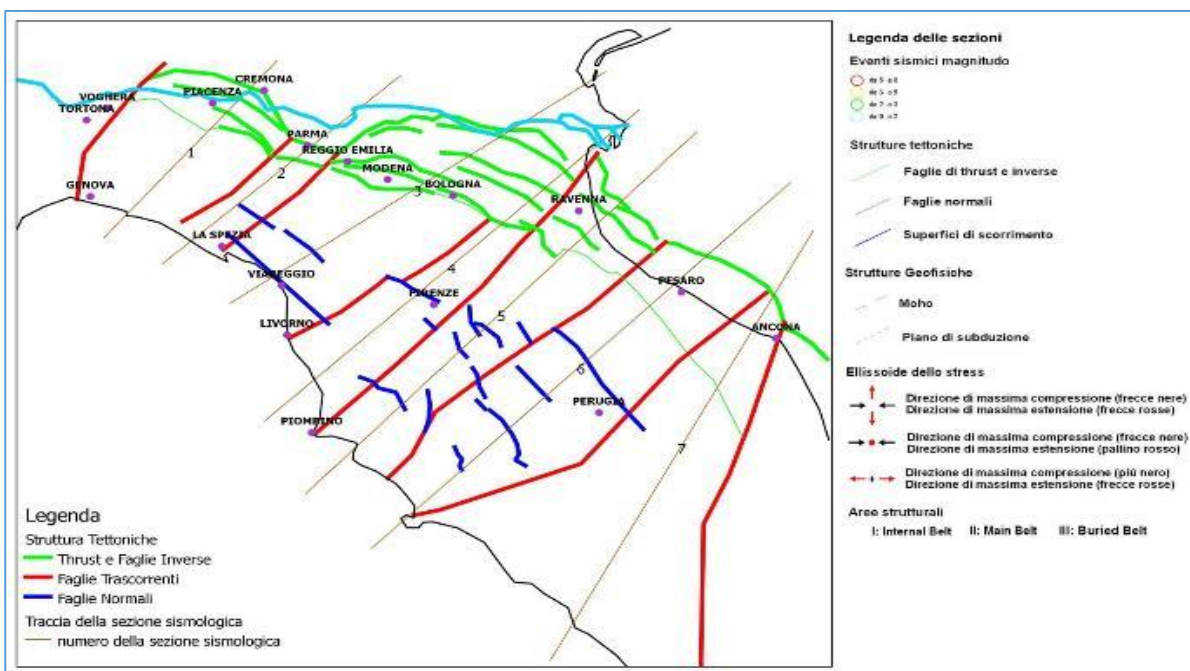 CREMONA
VOGHERA
PIACENZA
TORTONA
PARMA
REGGIO EMILIA
1
2
MODENA
GENOVA
3
BOLOGNA
RAVENNA
LA SPEZIA
4
VIAREGGIO
PESARO
FIRENZE
5
LIVORNO
ANCONA
6
PERUGIA
PIOMBINO
7
Legenda
Struttura Tettoniche
Thrust e Faglie Inverse
Faglie Trascorrenti
Faglie Normali
Traccia della sezione sismologica
numero della sezione sismologica
Legenda delle sezioni
Eventi sismici magnitudo
Strutture tettoniche
Faglie di thrust e inverse
Faglie normali
Superfici di scorrimento
Strutture Geofisiche
Moho
Piano di subduzione
Ellissoide dello stress
Direzione di massima compressione (frecce nere)
Direzione di massima estensione (frecce rosse)
Direzione di massima compressione (frecce nere)
Direzione di massima estensione (pallino rosso)
Direzione di massima compressione (più nero)
Direzione di massima estensione (frecce rosse)
Aree strutturali
I: Internal Belt II: Main Belt III: Buried Belt